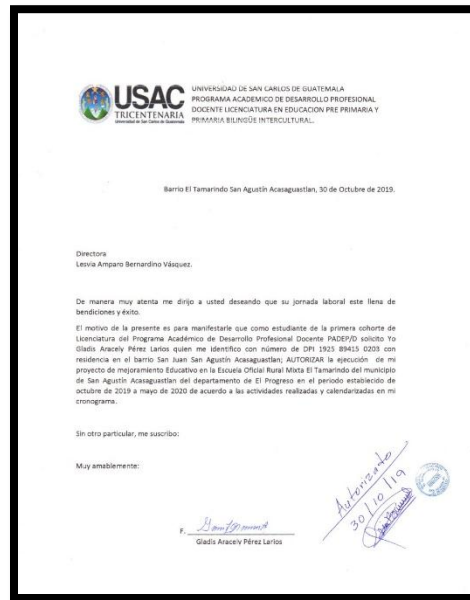 USAC
TRICENTENARIA
Universidad de San Carlos de Guatemala
UNIVERSIDAD DE SAN CARLOS DE GUATEMALA
PROGRAMA ACADEMICO DE DESARROLLO PROFESIONAL
DOCENTE LICENCIATURA EN EDUCACION PRE PRIMARIA Y
PRIMARIA BILINGÜE INTERCULTURAL.
Barrio El Tamarindo San Agustín Acasaguastlan, 30 de Octubre de 2019.
Directora
Lesvia Amparo Bernardino Vásquez.
De manera muy atenta me dirijo a usted deseando que su jornada laboral este llena de
bendiciones y éxito.
El motivo de la presente es para manifestarle que como estudiante de la primera cohorte de
Licenciatura del Programa Académico de Desarrollo Profesional Docente PADEP/D solicito Yo
Gladis Aracely Pérez Larios quien me identifico con número de DPI 1925 89415 0203 con
residencia en el barrio San Juan San Agustín Acasaguastlan; AUTORIZAR la ejecución de mi
proyecto de mejoramiento Educativo en la Escuela Oficial Rural Mixta El Tamarindo del municipio
de San Agustín Acasaguastlan del departamento de El Progreso en el periodo establecido de
octubre de 2019 a mayo de 2020 de acuerdo a las actividades realizadas y calendarizadas en mi
cronograma.
Sin otro particular, me suscribo:
Muy amablemente:
Autorizado
30/10/19
F.
Gladis Aracely Pérez Larios